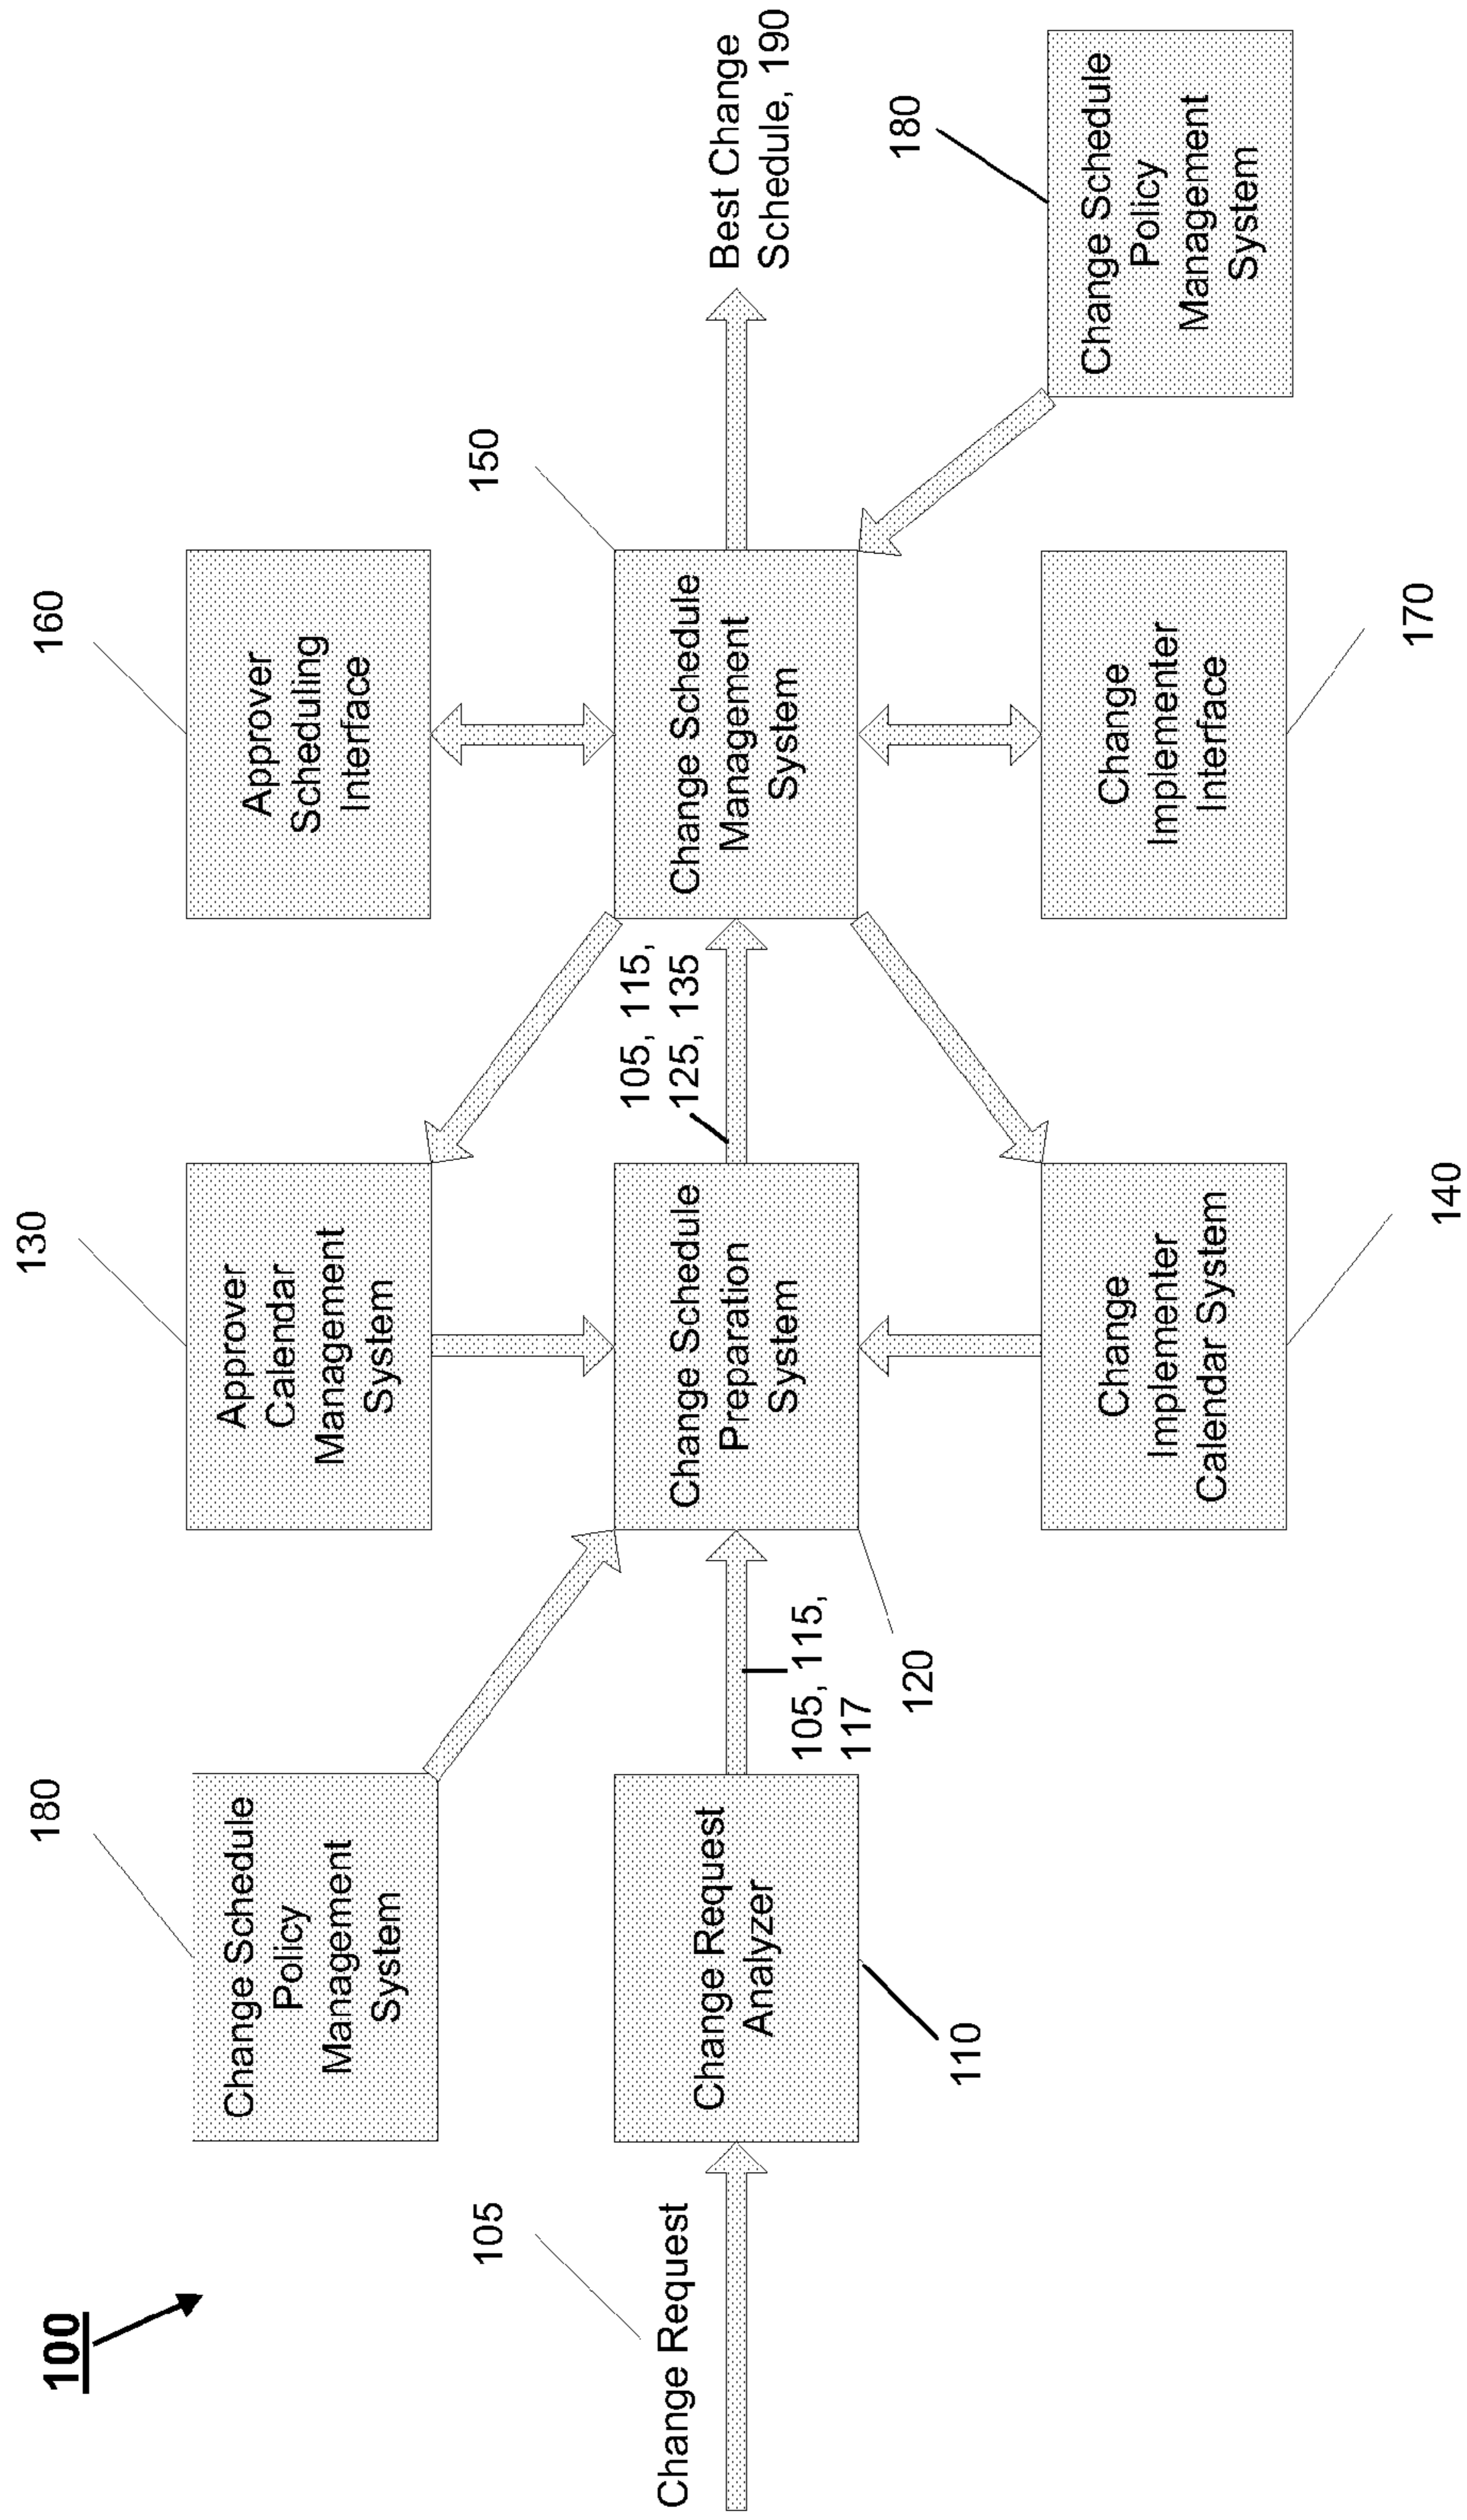 100
105
Change Request
180
Change Schedule
Policy
Management
System
Change Request
Analyzer
110
105, 115,
117
130
Approver
Calendar
Management
System
Change Schedule
Preparation
System
120
Change
Implementer
Calendar System
140
105, 115,
125, 135
160
Approver
Scheduling
Interface
150
Change Schedule
Management
System
Change
Implementer
Interface
170
Best Change
Schedule, 190
180
Change Schedule
Policy
Management
System